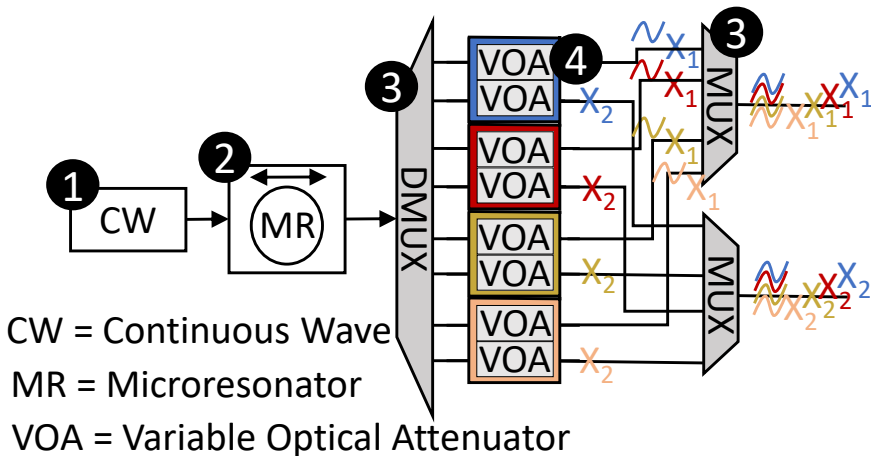 1
CW
2
MR
3
DMUX
VOA
VOA
VOA
VOA
VOA
VOA
VOA
VOA
4
X2
X2
X2
X2
X1
X1
X1
X1
3
MUX
MUX
X1 X1 X1 X1
X2 X2 X2 X2
CW = Continuous Wave
MR = Microresonator
VOA = Variable Optical Attenuator